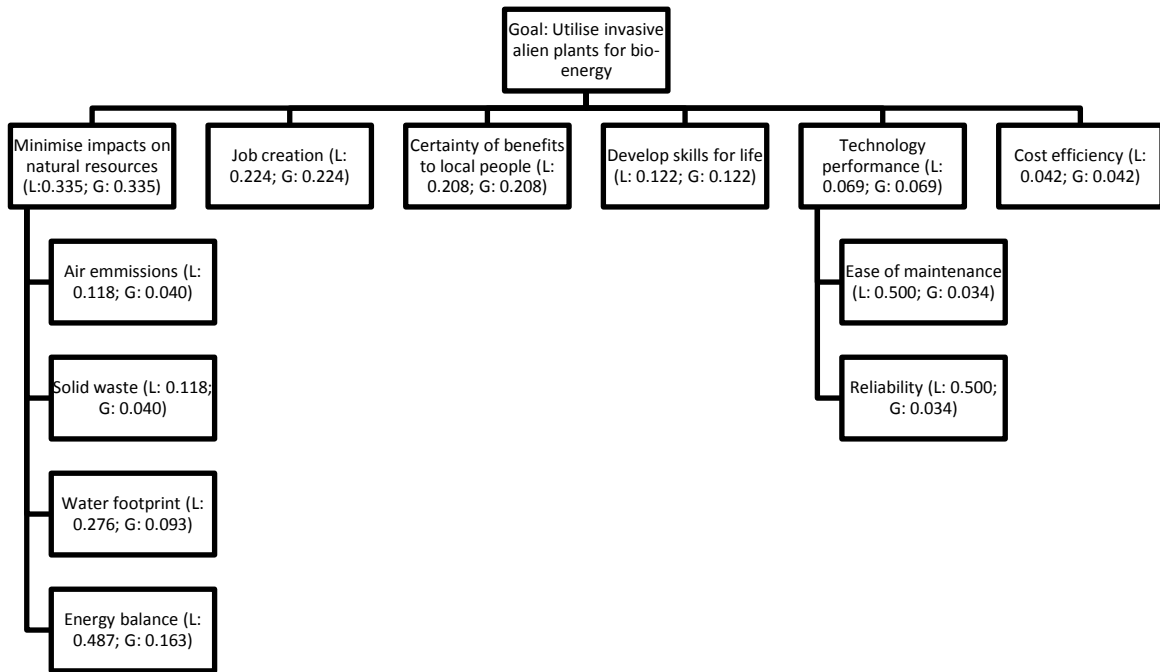 Goal: Utilise invasive
alien plants for bio-
energy
Minimise impacts on
natural resources
(L:0.335; G: 0.335)
Job creation (L:
0.224; G: 0.224)
Certainty of benefits
to local people (L:
0.208; G: 0.208)
Develop skills for life
(L: 0.122; G: 0.122)
Technology
performance (L:
0.069; G: 0.069)
Cost efficiency (L:
0.042; G: 0.042)
Air emmissions (L:
0.118; G: 0.040)
Solid waste (L: 0.118;
G: 0.040)
Water footprint (L:
0.276; G: 0.093)
Energy balance (L:
0.487; G: 0.163)
Ease of maintenance
(L: 0.500; G: 0.034)
Reliability (L: 0.500;
G: 0.034)